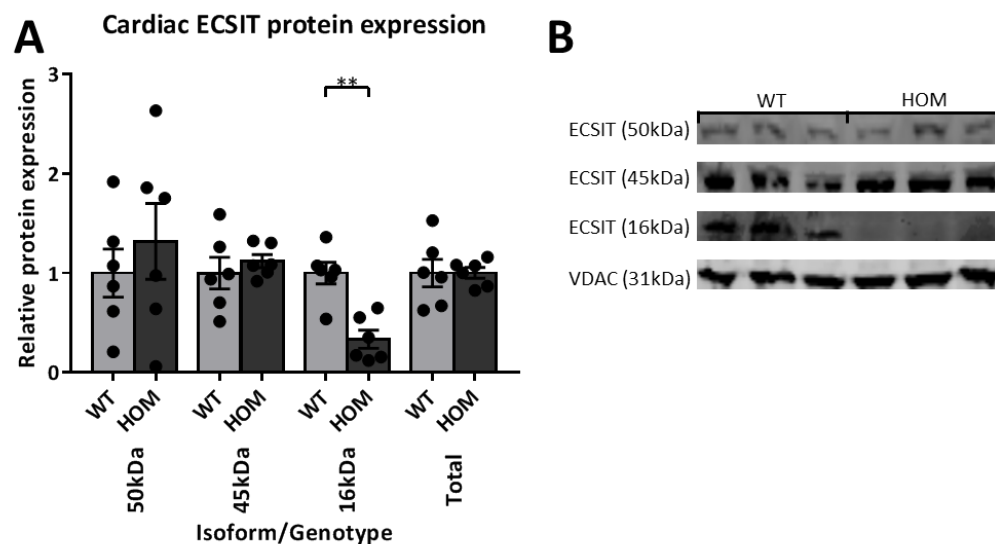 A
Cardiac ECSIT protein expression
Relative protein expression
3
2
1
0
**
WT
HOM
WT
HOM
WT
HOM
WT
HOM
50kDa
45kDa
16kDa
Total
Isoform/Genotype
B
WT
HOM
ECSIT (50kDa)
ECSIT (45kDa)
ECSIT (16kDa)
VDAC (31kDa)